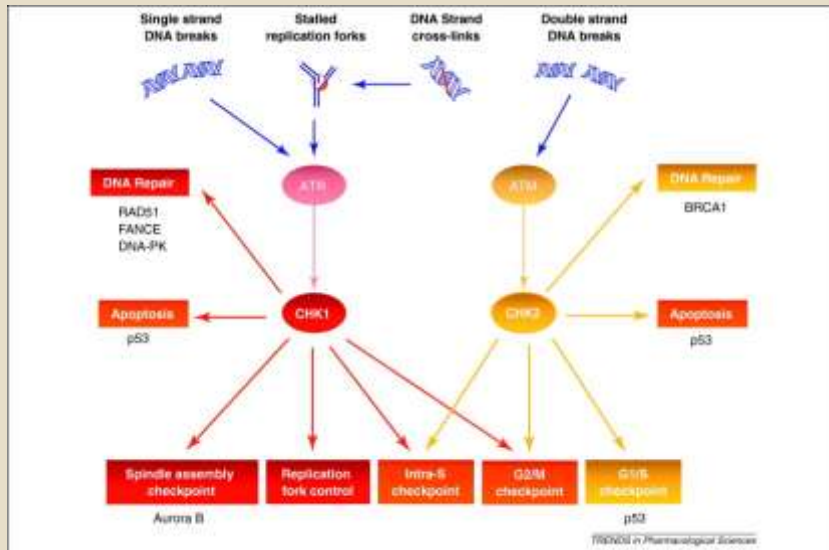 Single strand
DNA breaks
Stalled
replication forks
DNA Strand
cross-links
Double strand
DNA breaks
ATR
ATM
DNA Repair
RAD51
FANCE
DNA-PK
DNA Repair
BRCA1
CHK1
CHK2
Apoptosis
p53
Apoptosis
p53
Spindle assembly
checkpoint
Aurora B
Replication
fork control
Intra-S
checkpoint
G2/M
checkpoint
G1/S
checkpoint
p53
TRENDS in Pharmacological Sciences